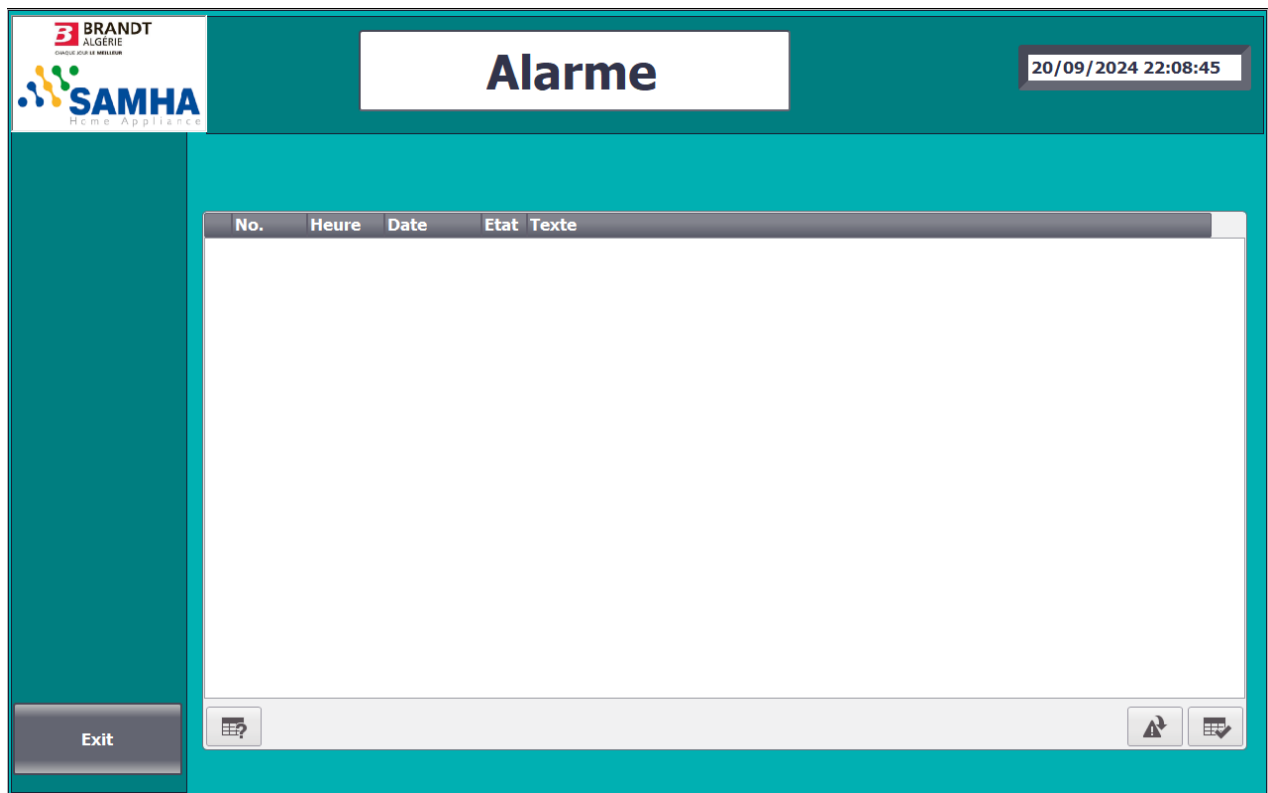 BRANDT
ALGÉRIE
CHAQUE JOUR LE MEILLEUR
SAMHA
Home Appliance
Alarme
20/09/2024 22:08:45
No. Heure Date Etat Texte
Exit